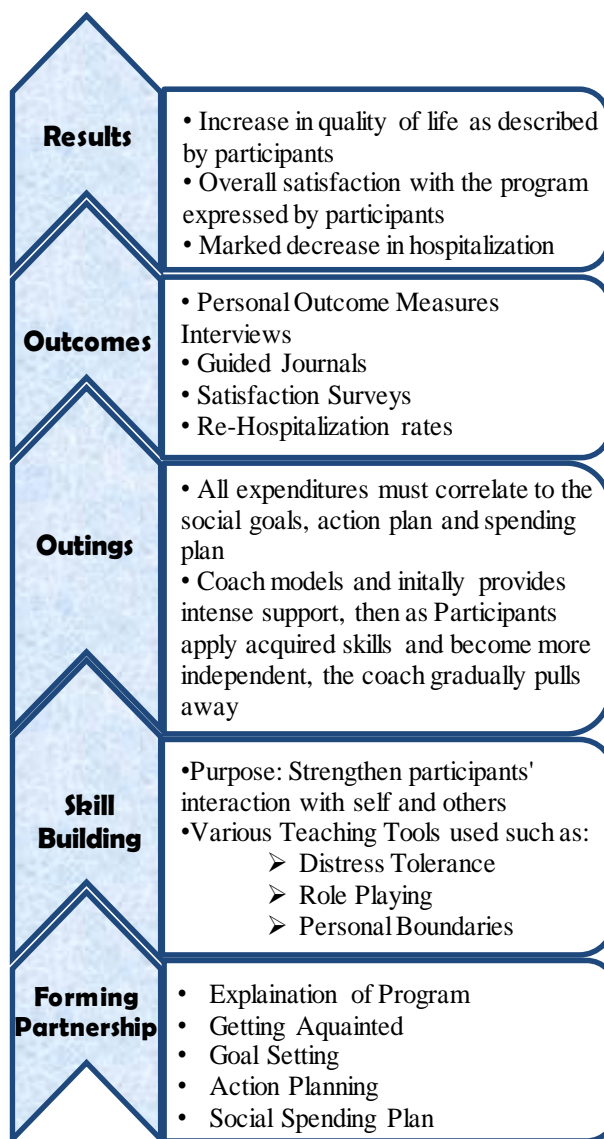 Results
• Increase in quality of life as described
by participants
• Overall satisfaction with the program
expressed by participants
• Marked decrease in hospitalization
Outcomes
• Personal Outcome Measures
Interviews
• Guided Journals
• Satisfaction Surveys
• Re-Hospitalization rates
Outings
• All expenditures must correlate to the
social goals, action plan and spending
plan
• Coach models and initally provides
intense support, then as Participants
apply acquired skills and become more
independent, the coach gradually pulls
away
Skill
Building
•Purpose: Strengthen participants'
interaction with self and others
•Various Teaching Tools used such as:
➢ Distress Tolerance
➢ Role Playing
➢ Personal Boundaries
Forming
Partnership
• Explaination of Program
• Getting Aquainted
• Goal Setting
• Action Planning
• Social Spending Plan